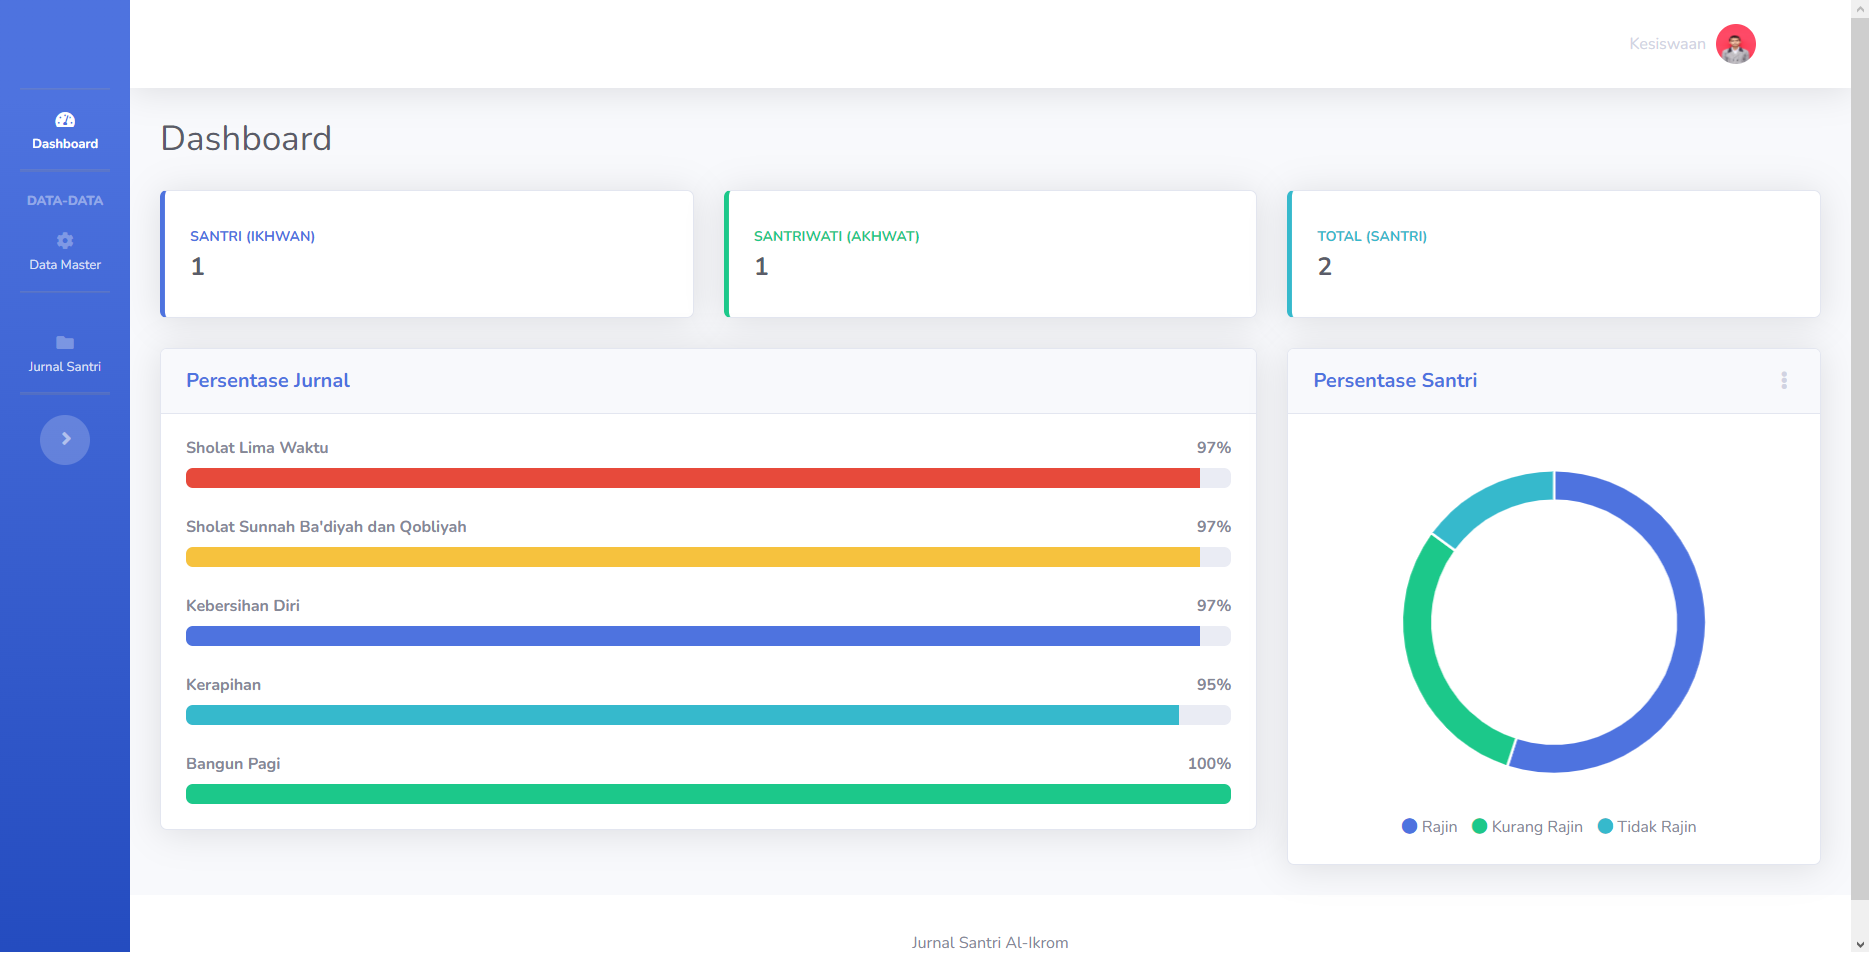 Kesiswaan
Dashboard
DATA-DATA
Data Master
Jurnal Santri
Dashboard
SANTRI (IKHWAN)
1
SANTRIWATI (AKHWAT)
1
TOTAL (SANTRI)
2
Persentase Jurnal
Sholat Lima Waktu 97%
Sholat Sunnah Ba'diyah dan Qobliyah 97%
Kebersihan Diri 97%
Kerapihan 95%
Bangun Pagi 100%
Persentase Santri
Rajin Kurang Rajin Tidak Rajin
Jurnal Santri Al-Ikrom